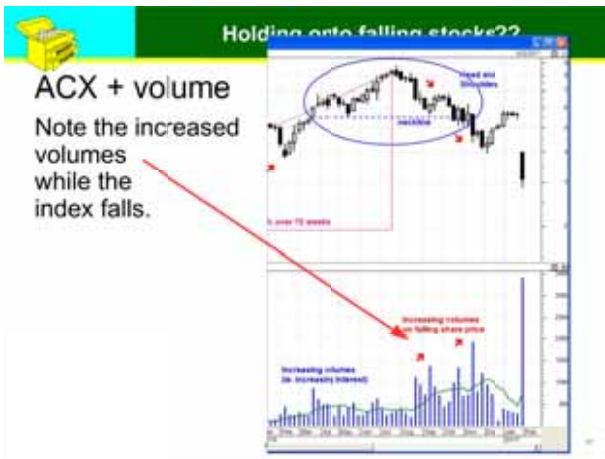 Holding onto falling stocks??
ACX + volume
Note the increased
volumes
while the
index falls.
Head and
Shoulders
neckline
over 72 weeks
Increasing volumes
on falling share price
Increasing volumes
(ie. increasing interest)